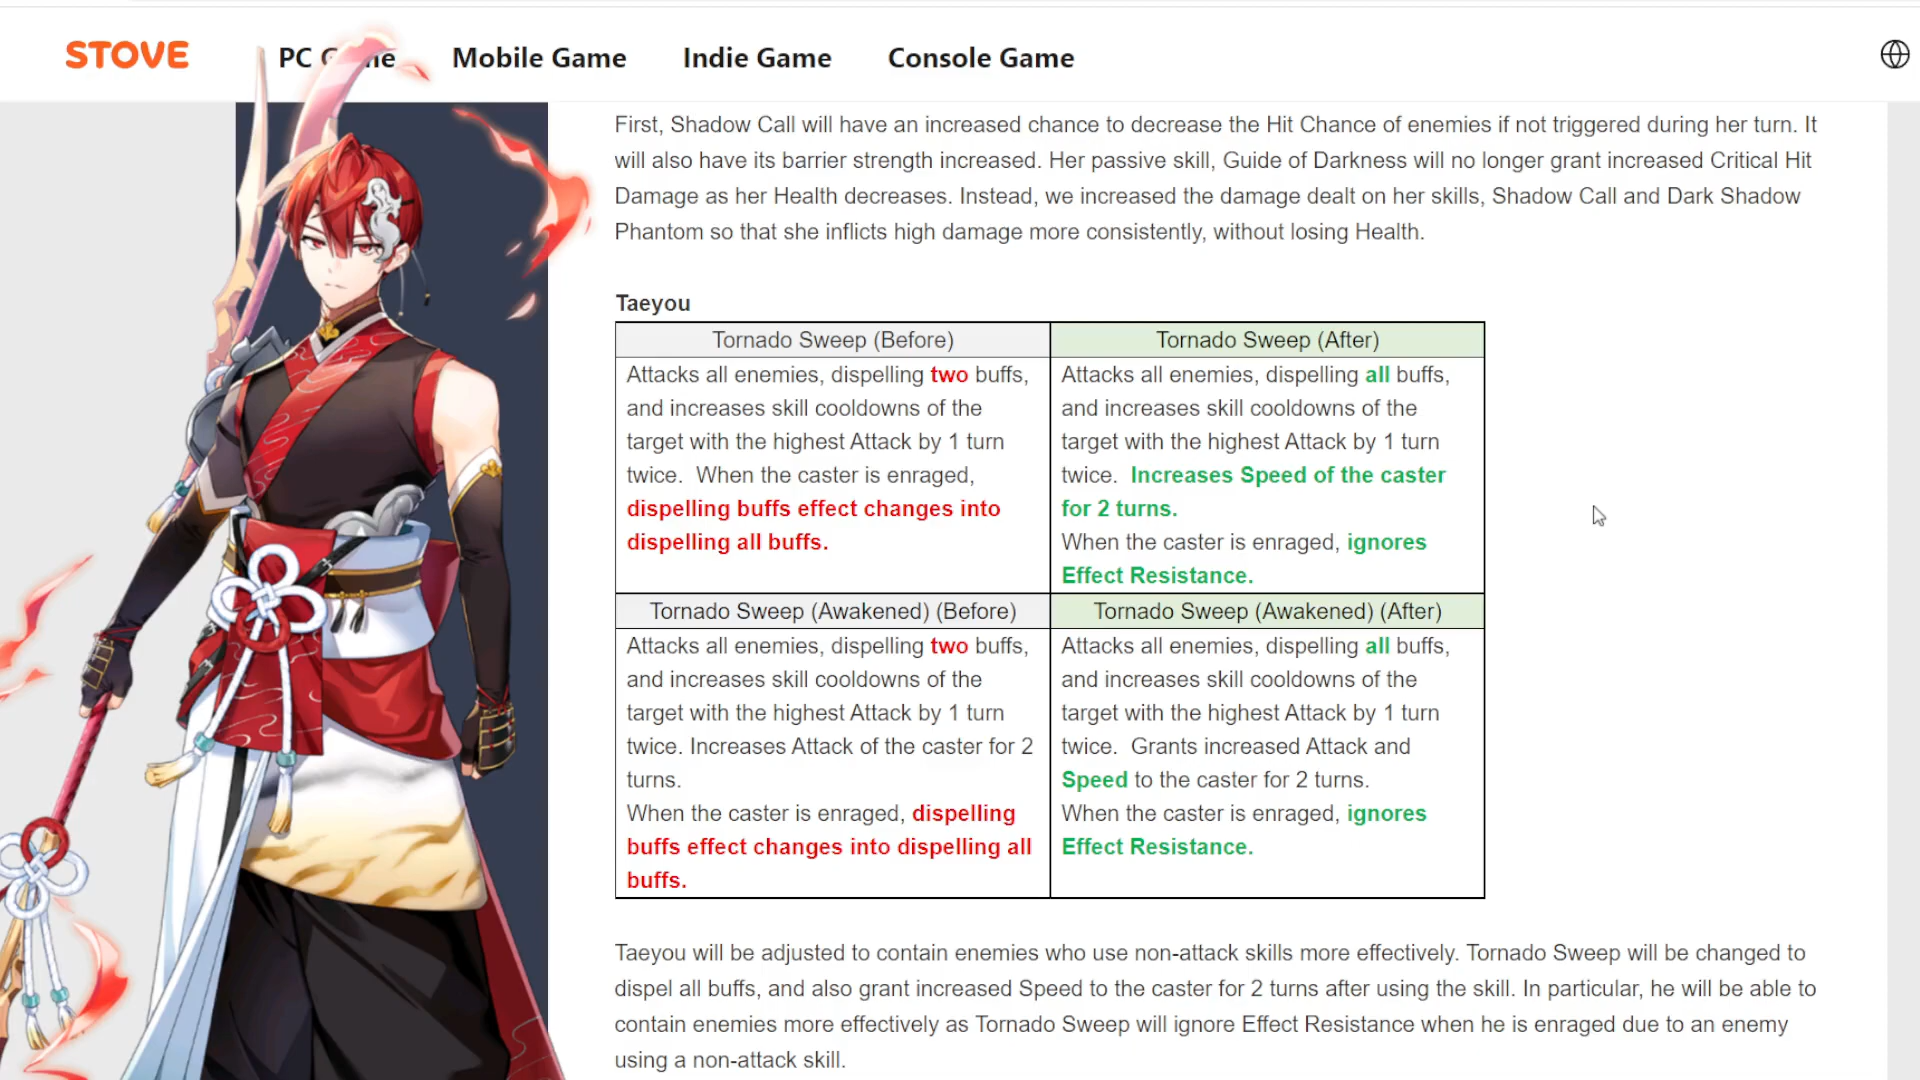 STOVE
PC Game Mobile Game Indie Game Console Game
First, Shadow Call will have an increased chance to decrease the Hit Chance of enemies if not triggered during her turn. It
will also have its barrier strength increased. Her passive skill, Guide of Darkness will no longer grant increased Critical Hit
Damage as her Health decreases. Instead, we increased the damage dealt on her skills, Shadow Call and Dark Shadow
Phantom so that she inflicts high damage more consistently, without losing Health.
Taeyou
Tornado Sweep (Before)
Attacks all enemies, dispelling two buffs,
and increases skill cooldowns of the
target with the highest Attack by 1 turn
twice.  When the caster is enraged,
dispelling buffs effect changes into
dispelling all buffs.
Tornado Sweep (After)
Attacks all enemies, dispelling all buffs,
and increases skill cooldowns of the
target with the highest Attack by 1 turn
twice.  Increases Speed of the caster
for 2 turns.
When the caster is enraged, ignores
Effect Resistance.
Tornado Sweep (Awakened) (Before)
Attacks all enemies, dispelling two buffs,
and increases skill cooldowns of the
target with the highest Attack by 1 turn
twice. Increases Attack of the caster for 2
turns.
When the caster is enraged, dispelling
buffs effect changes into dispelling all
buffs.
Tornado Sweep (Awakened) (After)
Attacks all enemies, dispelling all buffs,
and increases skill cooldowns of the
target with the highest Attack by 1 turn
twice.  Grants increased Attack and
Speed to the caster for 2 turns.
When the caster is enraged, ignores
Effect Resistance.
Taeyou will be adjusted to contain enemies who use non-attack skills more effectively. Tornado Sweep will be changed to
dispel all buffs, and also grant increased Speed to the caster for 2 turns after using the skill. In particular, he will be able to
contain enemies more effectively as Tornado Sweep will ignore Effect Resistance when he is enraged due to an enemy
using a non-attack skill.